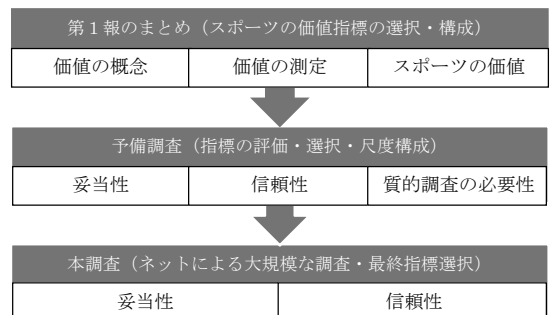 第１報のまとめ（スポーツの価値指標の選択・構成）
価値の概念 価値の測定 スポーツの価値
予備調査（指標の評価・選択・尺度構成）
妥当性 信頼性 質的調査の必要性
本調査（ネットによる大規模な調査・最終指標選択）
妥当性 信頼性